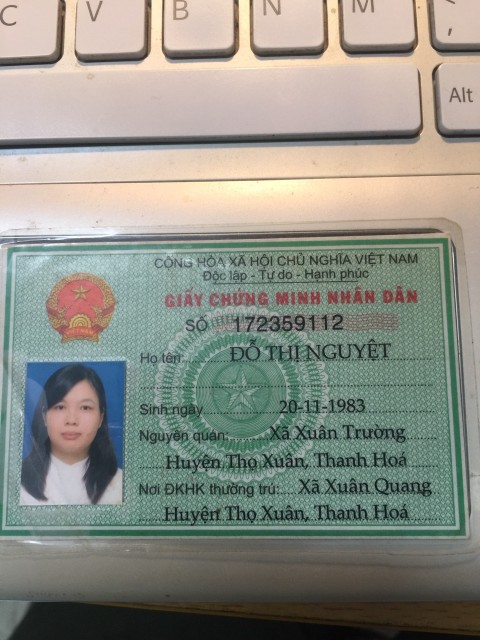 C V B N M <
,
Alt
CỘNG HÒA XÃ HỘI CHỦ NGHĨA VIỆT NAM
Độc lập - Tự do - Hạnh phúc
GIẤY CHỨNG MINH NHÂN DÂN
SỐ 172359112
Họ tên ĐỖ THỊ NGUYỆT
Sinh ngày 20-11-1983
Nguyên quán Xã Xuân Trường
Huyện Thọ Xuân, Thanh Hoá
Nơi ĐKHK thường trú: Xã Xuân Quang
Huyện Thọ Xuân, Thanh Hoá